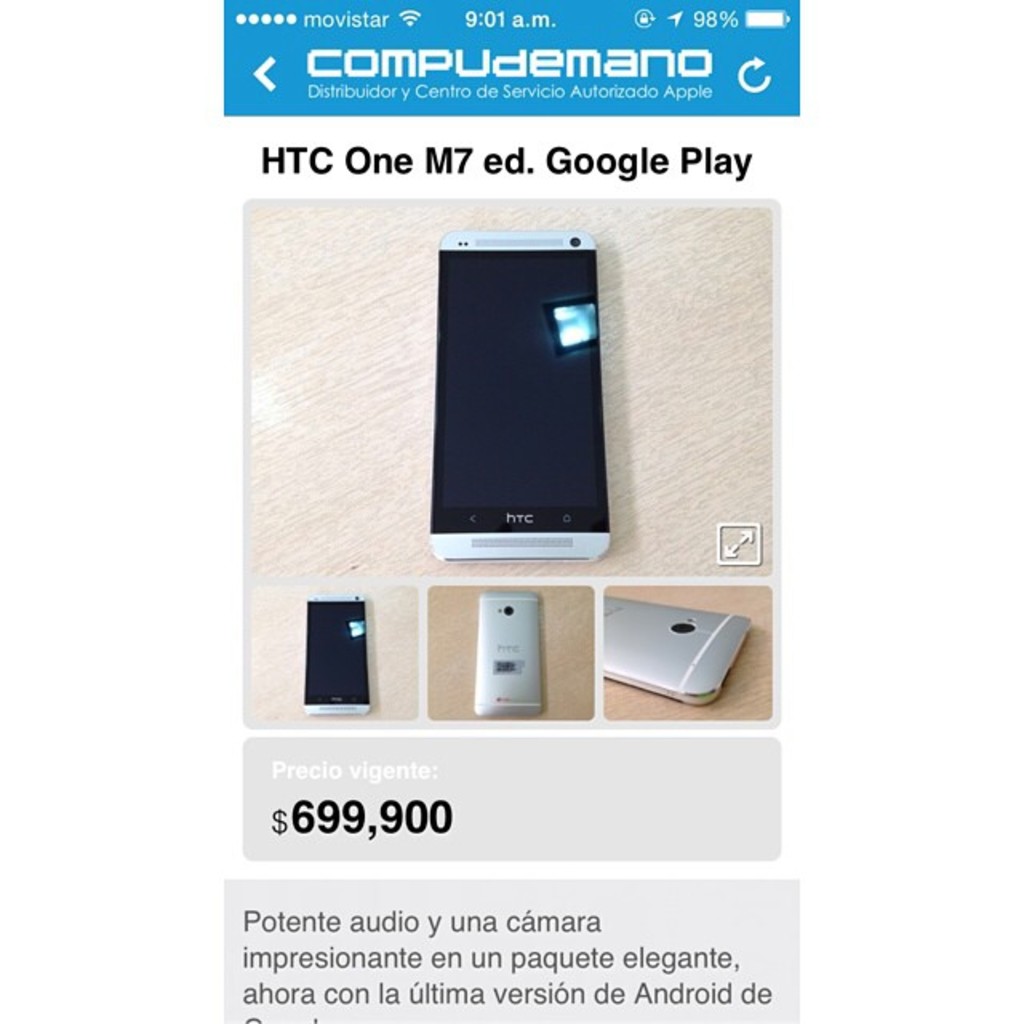 movistar 9:01 a.m. 98%
compudemano
Distribuidor y Centro de Servicio Autorizado Apple
HTC One M7 ed. Google Play
hTC
hTC
Precio vigente:
$699,900
Potente audio y una cámara
impresionante en un paquete elegante,
ahora con la última versión de Android de